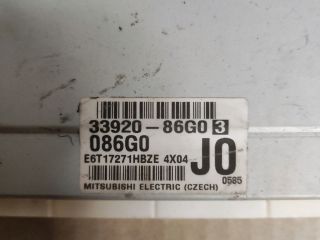 33920-86G0 3
086G0
E6T17271HBZE 4X04 J0
0585
MITSUBISHI ELECTRIC (CZECH)